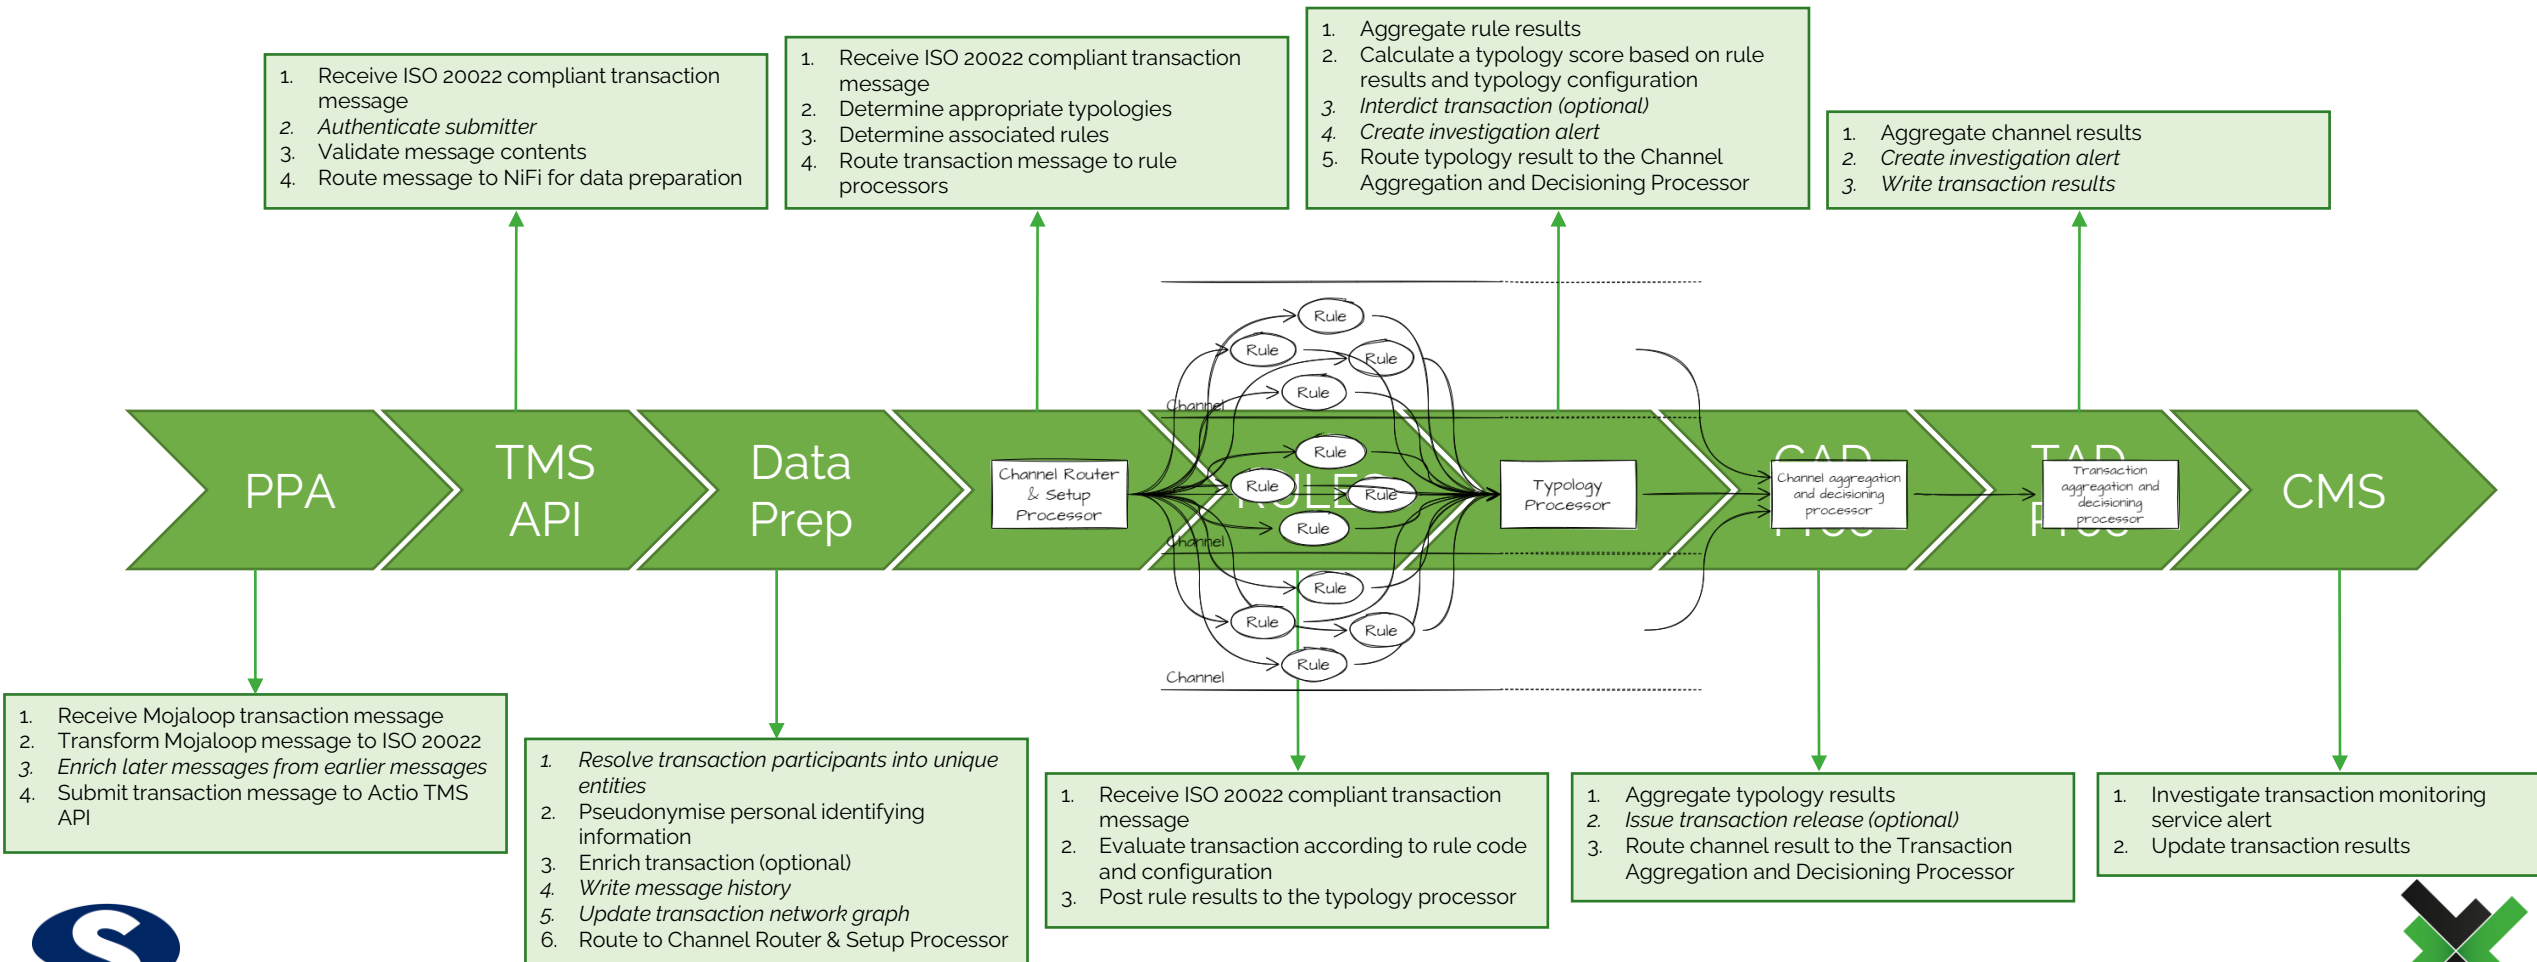 1. Receive ISO 20022 compliant transaction
message
2. Authenticate submitter
3. Validate message contents
4. Route message to NiFi for data preparation
1. Receive ISO 20022 compliant transaction
message
2. Determine appropriate typologies
3. Determine associated rules
4. Route transaction message to rule
processors
1. Aggregate rule results
2. Calculate a typology score based on rule
results and typology configuration
3. Interdict transaction (optional)
4. Create investigation alert
5. Route typology result to the Channel
Aggregation and Decisioning Processor
1. Aggregate channel results
2. Create investigation alert
3. Write transaction results
PPA
TMS
API
Data
Prep
Channel Router
& Setup
Processor
RULES
Rule
Rule
Rule
Rule
Channel
Rule
Rule
Rule
Rule
Channel
Rule
Rule
Rule
Rule
Channel
Typology
Processor
CAD
Proc
Channel aggregation
and decisioning
processor
TAD
Proc
Transaction
aggregation and
decisioning
processor
CMS
1. Receive Mojaloop transaction message
2. Transform Mojaloop message to ISO 20022
3. Enrich later messages from earlier messages
4. Submit transaction message to Actio TMS
API
1. Resolve transaction participants into unique
entities
2. Pseudonymise personal identifying
information
3. Enrich transaction (optional)
4. Write message history
5. Update transaction network graph
6. Route to Channel Router & Setup Processor
1. Receive ISO 20022 compliant transaction
message
2. Evaluate transaction according to rule code
and configuration
3. Post rule results to the typology processor
1. Aggregate typology results
2. Issue transaction release (optional)
3. Route channel result to the Transaction
Aggregation and Decisioning Processor
1. Investigate transaction monitoring
service alert
2. Update transaction results